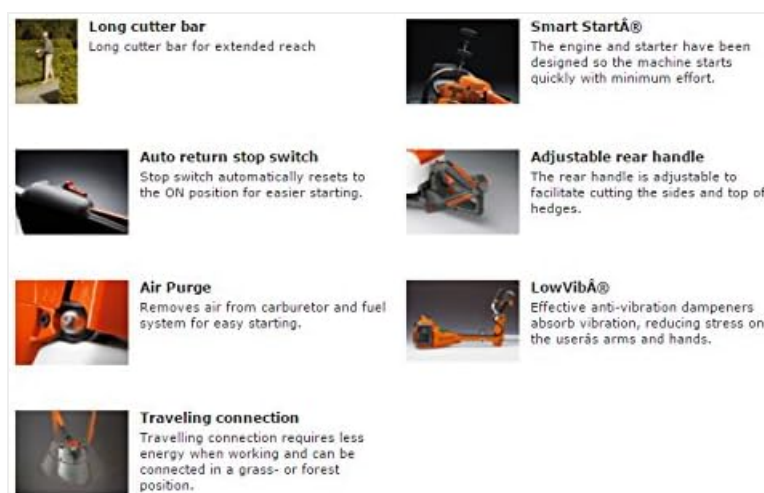 Long cutter bar
Long cutter bar for extended reach
Smart StartÂ®
The engine and starter have been
designed so the machine starts
quickly with minimum effort.
Auto return stop switch
Stop switch automatically resets to
the ON position for easier starting.
Adjustable rear handle
The rear handle is adjustable to
facilitate cutting the sides and top of
hedges.
Air Purge
Removes air from carburetor and fuel
system for easy starting.
LowVibÂ®
Effective anti-vibration dampeners
absorb vibration, reducing stress on
the userâs arms and hands.
Traveling connection
Travelling connection requires less
energy when working and can be
connected in a grass- or forest
position.